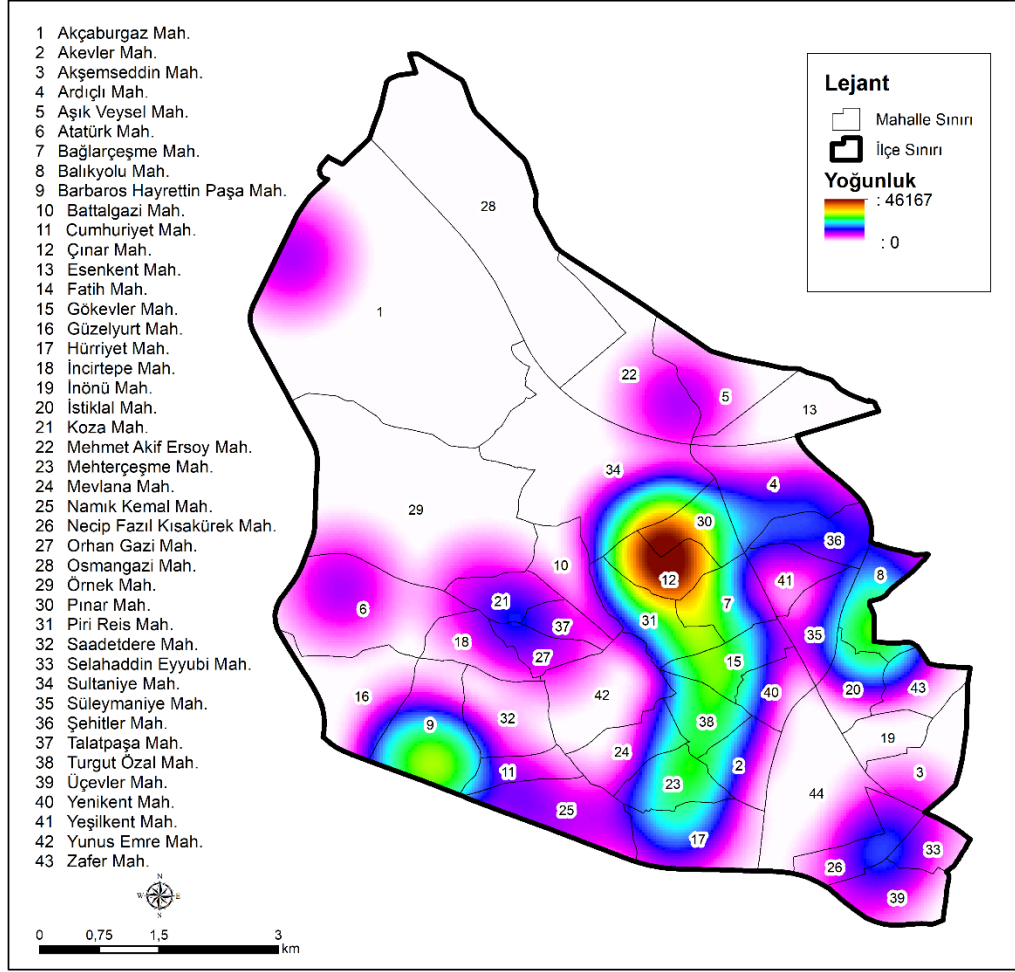 1 Akçaburgaz Mah.
2 Akevler Mah.
3 Akşemseddin Mah.
4 Ardıçlı Mah.
5 Aşık Veysel Mah.
6 Atatürk Mah.
7 Bağlarçeşme Mah.
8 Balıkyolu Mah.
9 Barbaros Hayrettin Paşa Mah.
10 Battalgazi Mah.
11 Cumhuriyet Mah.
12 Çınar Mah.
13 Esenkent Mah.
14 Fatih Mah.
15 Gökevler Mah.
16 Güzelyurt Mah.
17 Hürriyet Mah.
18 İncirtepe Mah.
19 İnönü Mah.
20 İstiklal Mah.
21 Koza Mah.
22 Mehmet Akif Ersoy Mah.
23 Mehterçeşme Mah.
24 Mevlana Mah.
25 Namık Kemal Mah.
26 Necip Fazıl Kısakürek Mah.
27 Orhan Gazi Mah.
28 Osmangazi Mah.
29 Örnek Mah.
30 Pınar Mah.
31 Piri Reis Mah.
32 Saadetdere Mah.
33 Selahaddin Eyyubi Mah.
34 Sultaniye Mah.
35 Süleymaniye Mah.
36 Şehitler Mah.
37 Talatpaşa Mah.
38 Turgut Özal Mah.
39 Üçevler Mah.
40 Yenikent Mah.
41 Yeşilkent Mah.
42 Yunus Emre Mah.
43 Zafer Mah.
N
W E
S
0 0,75 1,5 3
km
Lejant
Mahalle Sınırı
İlçe Sınırı
Yoğunluk
: 46167
: 0
28
1
22
5
13
34
4
29
30
36
10
12
41
8
21
6
7
37
31
35
18
27
15
16
42
40
20
43
9
32
38
19
24
2
11
3
23
44
25
17
33
26
39